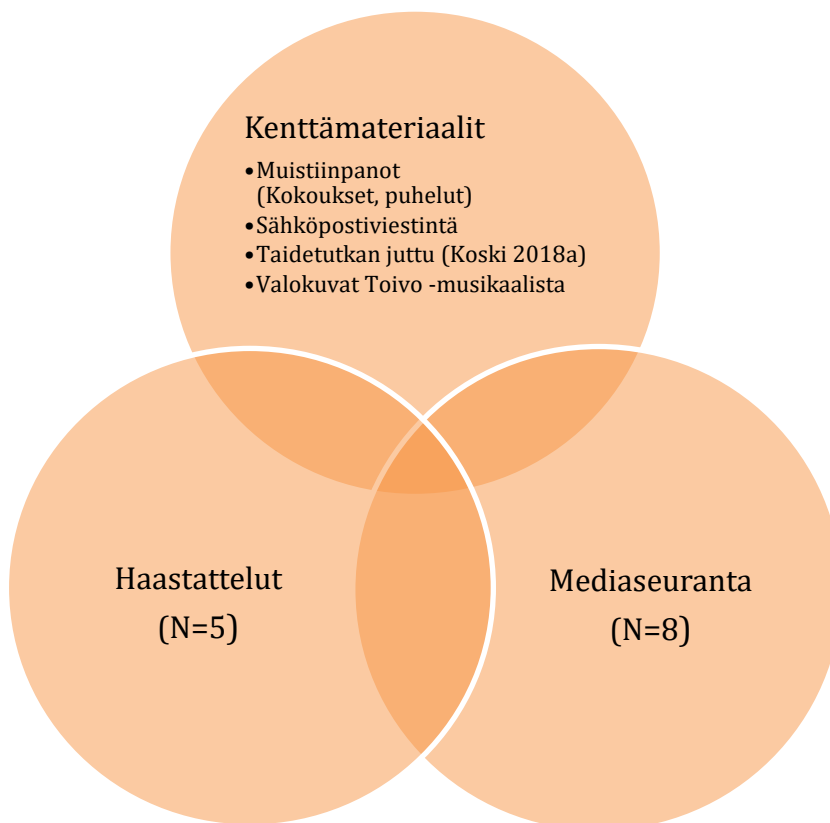 Kenttämateriaalit
•Muistiinpanot
(Kokoukset, puhelut)
•Sähköpostiviestintä
•Taidetutkan juttu (Koski 2018a)
•Valokuvat Toivo -musikaalista
Haastattelut
(N=5)
Mediaseuranta
(N=8)